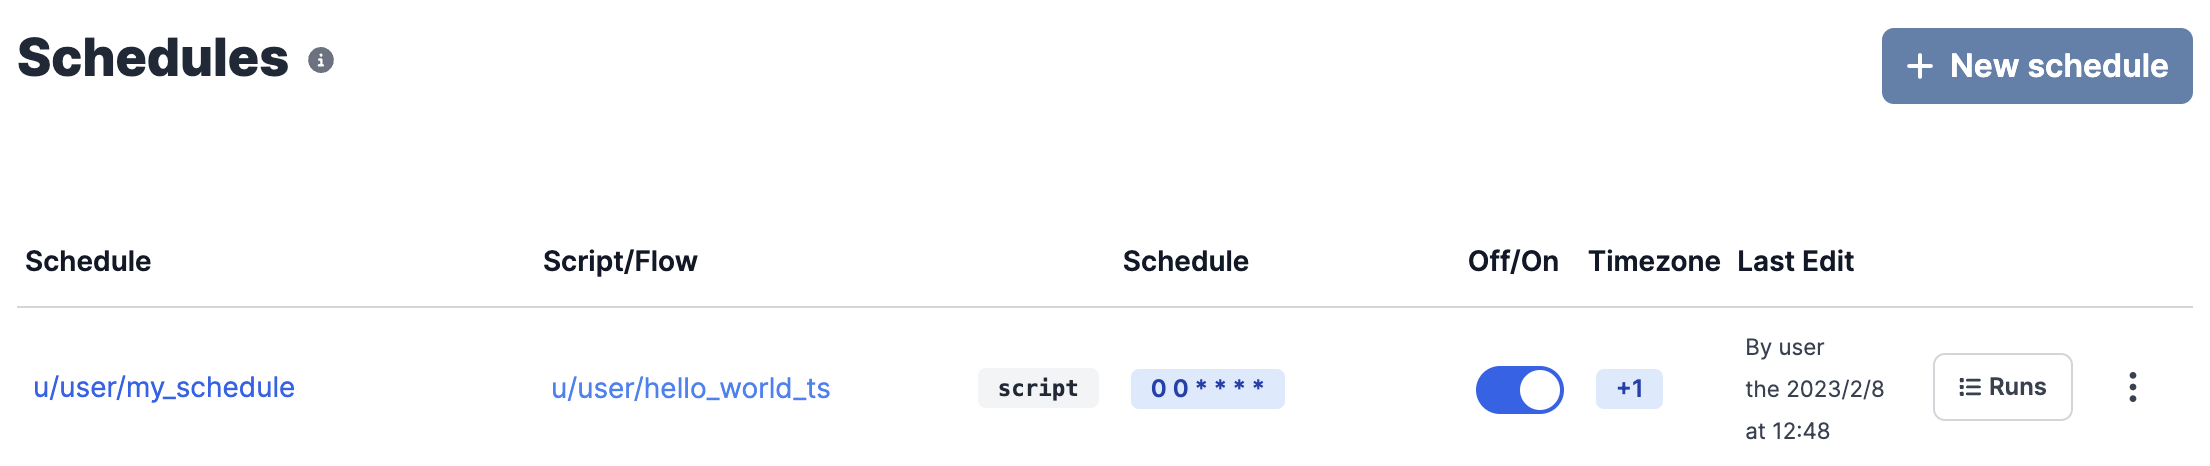 Schedules
+ New schedule
Schedule Script/Flow Schedule Off/On Timezone Last Edit
u/user/my_schedule u/user/hello_world_ts script 0 0 * * * * +1 By user
the 2023/2/8
at 12:48
Runs